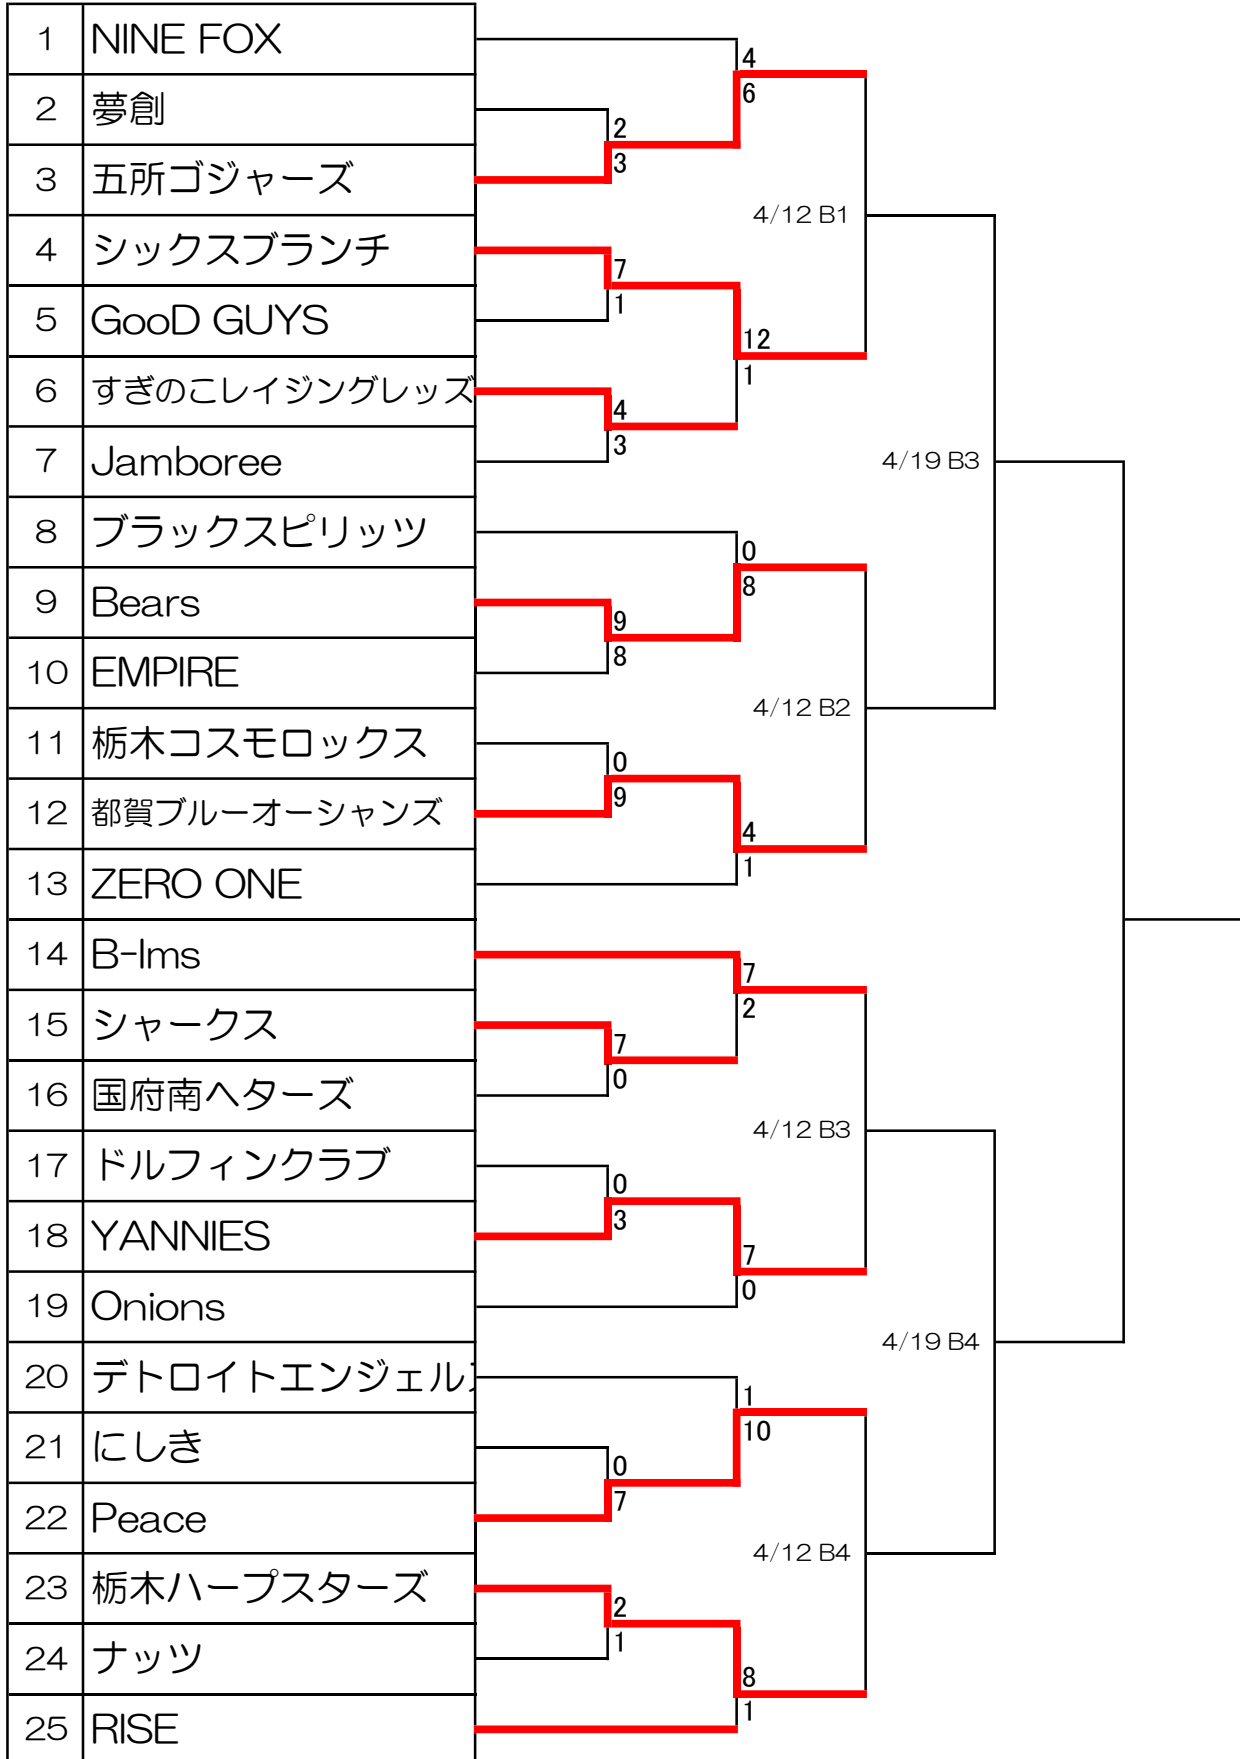 1 NINE FOX
2 夢創
3 五所ゴジャーズ
4 シックスブランチ
5 GooD GUYS
6 すぎのこレイジングレッズ
7 Jamboree
8 ブラックスピリッツ
9 Bears
10 EMPIRE
11 栃木コスモロックス
12 都賀ブルーオーシャンズ
13 ZERO ONE
14 B-Ims
15 シャークス
16 国府南ヘターズ
17 ドルフィンクラブ
18 YANNIES
19 Onions
20 デトロイトエンジェル
21 にしき
22 Peace
23 栃木ハープスターズ
24 ナッツ
25 RISE
2
3
7
1
4
3
9
8
0
9
7
0
0
3
0
7
2
1
4
6
12
1
0
8
4
1
7
2
7
0
1
10
8
1
4/12 B1
4/12 B2
4/12 B3
4/12 B4
4/19 B3
4/19 B4